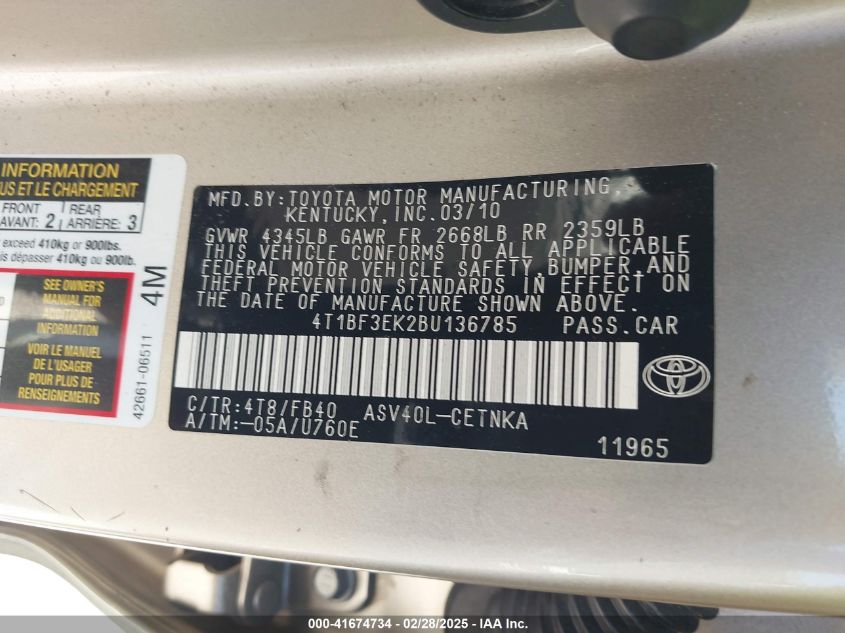 INFORMATION
US ET LE CHARGEMENT
FRONT
AVANT: 2
REAR
ARRIÈRE: 3
exceed 410kg or 900lbs.
is dépasser 410kg ou 900lb.
SEE OWNER'S
MANUAL FOR
ADDITIONAL
INFORMATION
VOIR LE MANUEL
DE L'USAGER
POUR PLUS DE
RENSEIGNEMENTS
4M
42661-06511
MFD.BY:TOYOTA MOTOR MANUFACTURING,
KENTUCKY,INC.03/10
GVWR 4345LB GAWR FR 2668LB RR 2359LB
THIS VEHICLE CONFORMS TO ALL APPLICABLE
FEDERAL MOTOR VEHICLE SAFETY,BUMPER,AND
THEFT PREVENTION STANDARDS IN EFFECT ON
THE DATE OF MANUFACTURE SHOWN ABOVE.
4T1BF3EK2BU136785 PASS.CAR
C/TR:4T8/FB40 ASV40L-CETNKA
A/TM:-05A/U760E
11965
000-41674734 - 02/28/2025 - COPYRIGHT IAA, LLC.